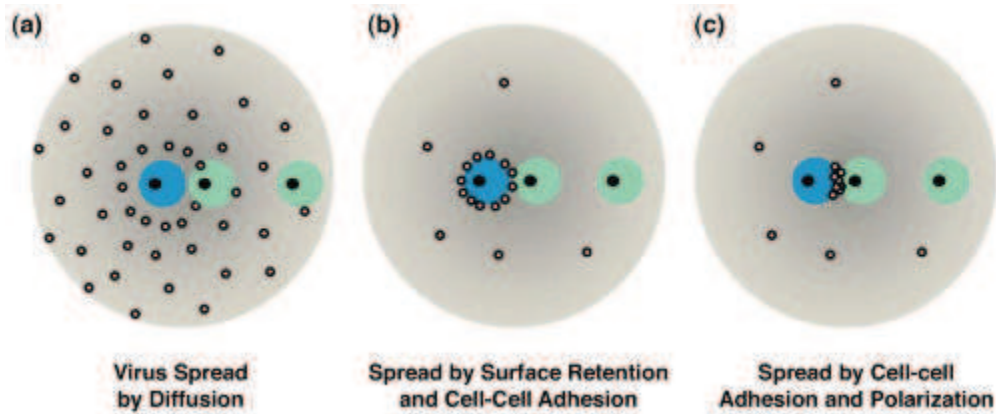 (a)
(b)
(c)
Virus Spread
by Diffusion
Spread by Surface Retention
and Cell-Cell Adhesion
Spread by Cell-cell
Adhesion and Polarization